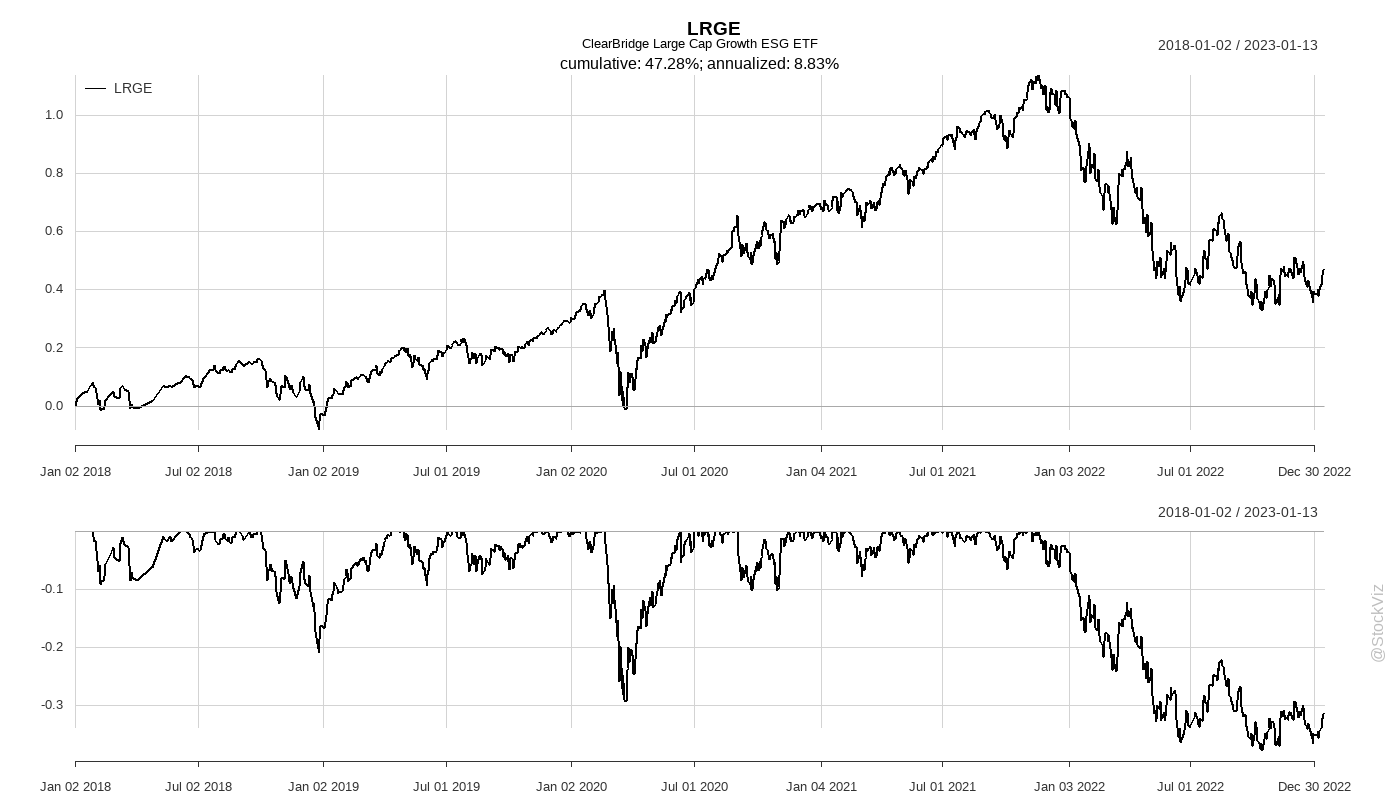 LRGE
ClearBridge Large Cap Growth ESG ETF
cumulative: 47.28%; annualized: 8.83%
2018-01-02 / 2023-01-13
LRGE
1.0
0.8
0.6
0.4
0.2
0.0
Jan 02 2018 Jul 02 2018 Jan 02 2019 Jul 01 2019 Jan 02 2020 Jul 01 2020 Jan 04 2021 Jul 01 2021 Jan 03 2022 Jul 01 2022 Dec 30 2022
2018-01-02 / 2023-01-13
-0.1
-0.2
-0.3
Jan 02 2018 Jul 02 2018 Jan 02 2019 Jul 01 2019 Jan 02 2020 Jul 01 2020 Jan 04 2021 Jul 01 2021 Jan 03 2022 Jul 01 2022 Dec 30 2022
@StockViz